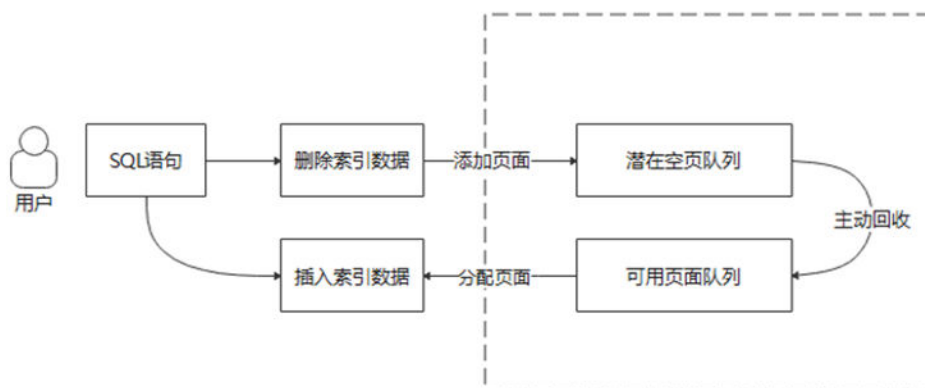 用户
SQL语句
删除索引数据
添加页面
潜在空页队列
主动回收
插入索引数据
分配页面
可用页面队列